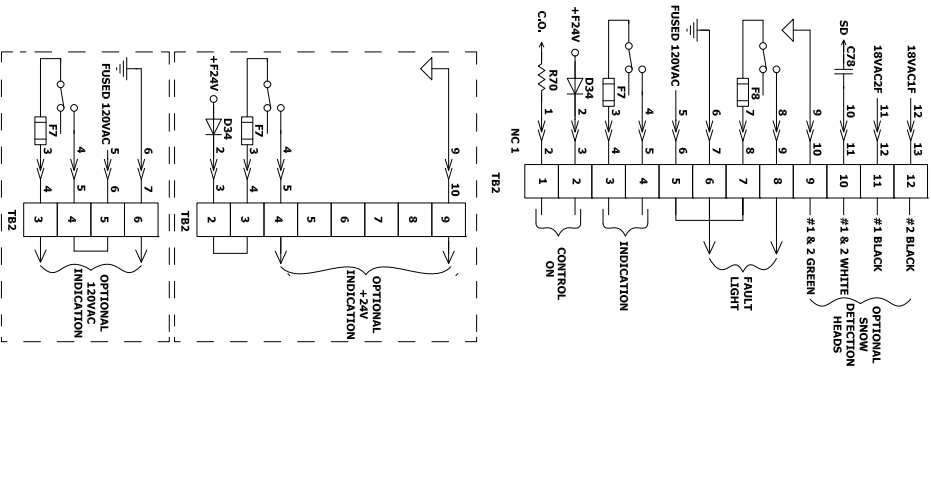 C.O.
+F24V
FUSED 120VAC
SD
C78
18VAC2F
18VAC1F
R70
D34
F7
F8
1
2
3
4
5
6
7
8
9
10
11
12
NC 1
2
3
4
5
6
7
8
9
10
11
12
13
TB2
1
2
3
4
5
6
7
8
9
10
11
12
CONTROL
ON
INDICATION
FAULT
LIGHT
#1 & 2 GREEN
#1 & 2 WHITE
#1 BLACK
#2 BLACK
OPTIONAL
SNOW
DETECTION
HEADS
+F24V
D34
F7
2
3
4
9
3
4
5
10
TB2
2
3
4
5
6
7
8
9
OPTIONAL
+24V
INDICATION
FUSED 120VAC
F7
3
4
5
6
4
5
6
7
TB2
3
4
5
6
OPTIONAL
120VAC
INDICATION